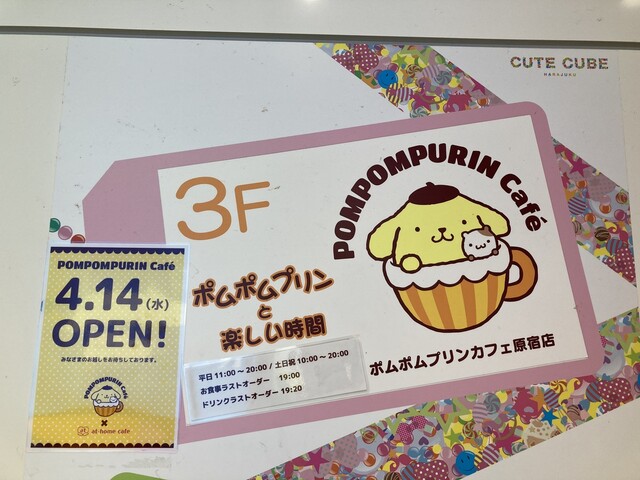 CUTE CUBE
HARAJUKU
3F
POMPOMPURIN Café
ポムポムプリン
と
楽しい時間
ポムポムプリンカフェ原宿店
平日 11:00～20:00 / 土日祝 10:00～20:00
お食事ラストオーダー 19:00
ドリンクラストオーダー 19:20
POMPOMPURIN Café
4.14(水)
OPEN!
みなさまのお越しをお待ちしております。
POMPOMPURIN Café
×
at-home cafe